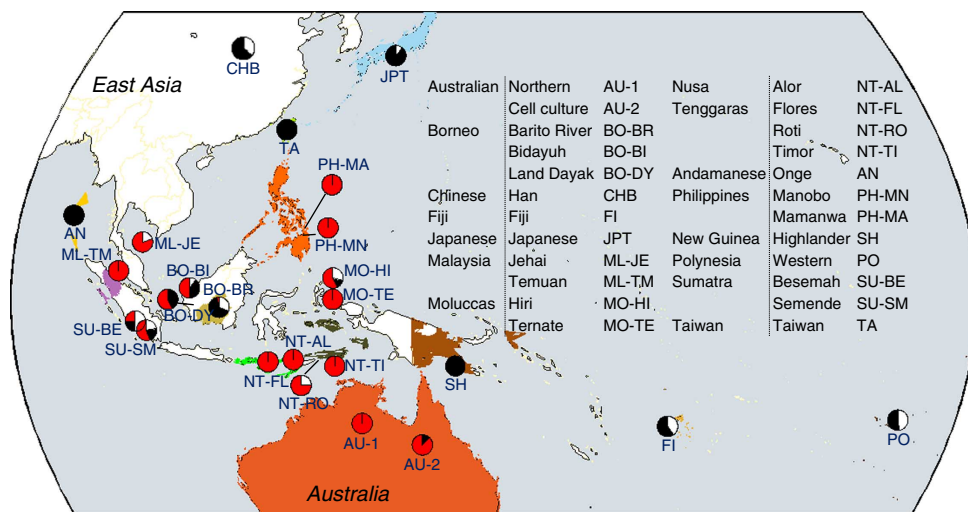 East Asia
CHB
JPT
TA
PH-MA
PH-MN
AN
ML-JE
ML-TM
BO-BI
BO-BR
BO-DY
MO-HI
MO-TE
SU-BE
SU-SM
NT-AL
NT-FL
NT-TI
NT-RO
SH
AU-1
AU-2
FI
PO
Australia
Australian Northern AU-1 Nusa Alor NT-AL
Cell culture AU-2 Tenggaras Flores NT-FL
Borneo Barito River BO-BR Roti NT-RO
Bidayuh BO-BI Timor NT-TI
Land Dayak BO-DY Andamanese Onge AN
Chinese Han CHB Philippines Manobo PH-MN
Fiji Fiji FI Mamanwa PH-MA
Japanese Japanese JPT New Guinea Highlander SH
Malaysia Jehai ML-JE Polynesia Western PO
Temuan ML-TM Sumatra Besemah SU-BE
Moluccas Hiri MO-HI Semende SU-SM
Ternate MO-TE Taiwan Taiwan TA